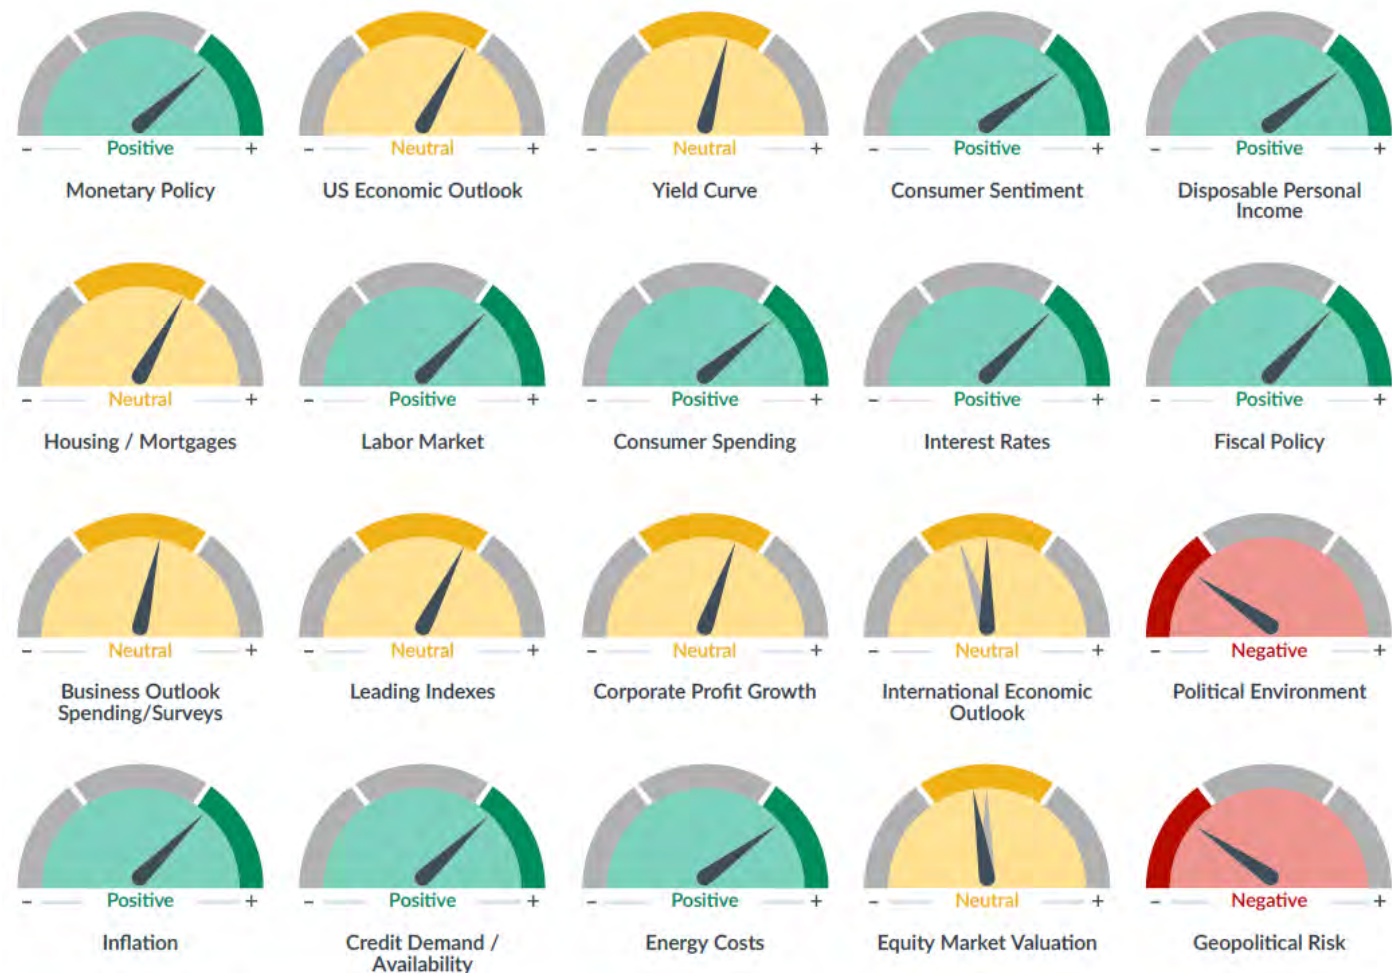 - Positive +
Monetary Policy
- Neutral +
US Economic Outlook
- Neutral +
Yield Curve
- Positive +
Consumer Sentiment
- Positive +
Disposable Personal
Income
- Neutral +
Housing / Mortgages
- Positive +
Labor Market
- Positive +
Consumer Spending
- Positive +
Interest Rates
- Positive +
Fiscal Policy
- Neutral +
Business Outlook
Spending/Surveys
- Neutral +
Leading Indexes
- Neutral +
Corporate Profit Growth
- Neutral +
International Economic
Outlook
- Negative +
Political Environment
- Positive +
Inflation
- Positive +
Credit Demand /
Availability
- Positive +
Energy Costs
- Neutral +
Equity Market Valuation
- Negative +
Geopolitical Risk